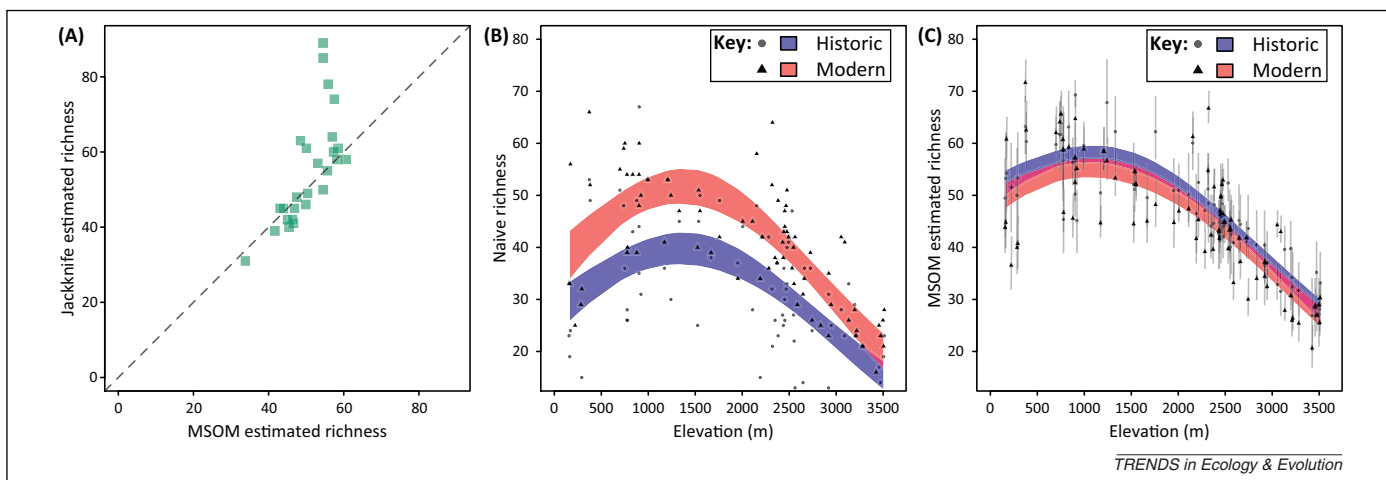 (A)
Jackknife estimated richness
80
60
40
20
0
0 20 40 60 80
MSOM estimated richness
(B)
Key: Historic
Modern
Naive richness
80
70
60
50
40
30
20
0 500 1000 1500 2000 2500 3000 3500
Elevation (m)
(C)
Key: Historic
Modern
MSOM estimated richness
80
70
60
50
40
30
20
0 500 1000 1500 2000 2500 3000 3500
Elevation (m)
TRENDS in Ecology & Evolution